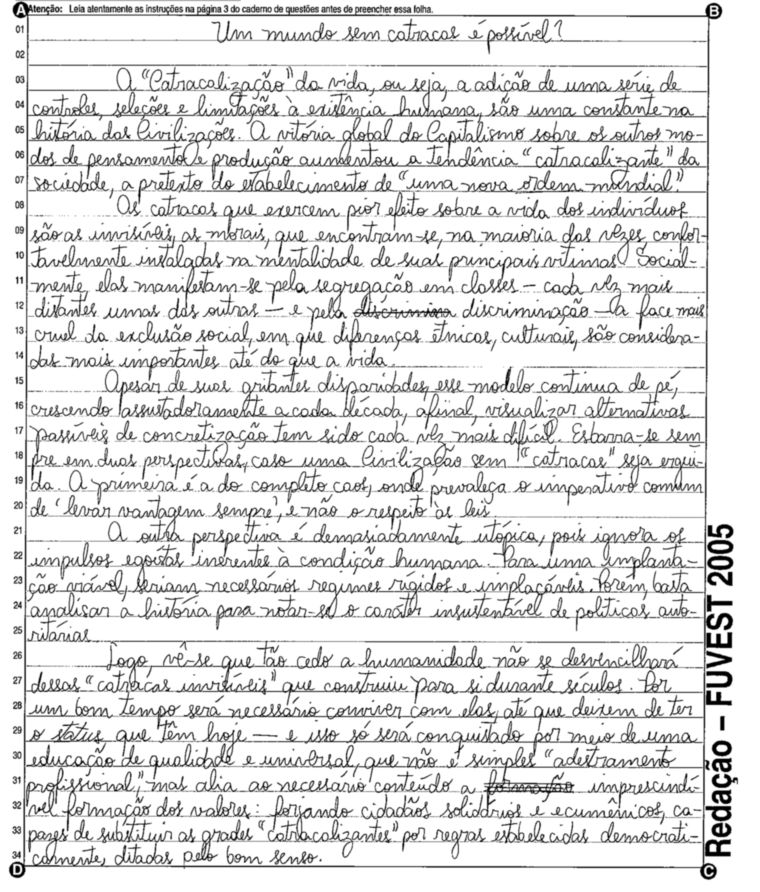 Atenção: Leia atentamente as instruções na página 3 do caderno de questões antes de preencher essa folha.
A
B
01 Um mundo sem catracas é possível?
02
03 A "Catracalização" da vida, ou seja, a adição de uma série de
04 controles, seleções e limitações à existência humana, são uma constante na
05 história das Civilizações. A vitória global do Capitalismo sobre os outros mo-
06 dos de pensamento e produção aumentou a tendência "catracalizante" da
07 sociedade, a pretexto do estabelecimento de "uma nova ordem mundial".
08 As catracas que exercem pior efeito sobre a vida dos indivíduos
09 são as invisíveis, as morais, que encontram-se, na maioria das vezes confor-
10 tavelmente instaladas na mentalidade de suas principais vítimas. Social-
11 mente, elas manifestam-se pela segregação em classes – cada vez mais
12 distantes umas das outras – e pela discrimina discriminação – a face mais
13 cruel da exclusão social, em que diferenças étnicas, culturais, são considera-
14 das mais importantes até do que a vida.
15 Apesar de suas gritantes disparidades, esse modelo continua de pé,
16 crescendo assustadoramente a cada década, afinal, visualizar alternativas
17 passíveis de concretização tem sido cada vez mais difícil. Esbarra-se sem
18 pre em duas perspectivas, caso uma Civilização sem "catracas" seja ergui-
19 da. A primeira é a do completo caos, onde prevaleça o imperativo comum
20 de 'levar vantagem sempre', e não o respeito às leis.
21 A outra perspectiva é demasiadamente utópica, pois ignora os
22 impulsos egoístas inerentes à condição humana. Para uma implanta-
23 ção viável, seriam necessários regimes rígidos e implacáveis. Porém, basta
24 analisar a história para notar-se o caráter insustentável de políticas auto-
25 ritárias.
26 Logo, vê-se que tão cedo a humanidade não se desvencilhará
27 dessas "catracas invisíveis" que construiu para si durante séculos. Por
28 um bom tempo será necessário conviver com elas, até que deixem de ter
29 o status que têm hoje – e isso só será conquistado por meio de uma
30 educação de qualidade e universal, que não é simples "adestramento
31 profissional", mas alia ao necessário conteúdo a formação imprescindí-
32 vel formação dos valores: forjando cidadãos solidários e ecumênicos, ca-
33 pazes de substituir as grades "catracalizantes" por regras estabelecidas democrati-
34 camente, ditadas pelo bom senso.
D
C
Redação – FUVEST 2005